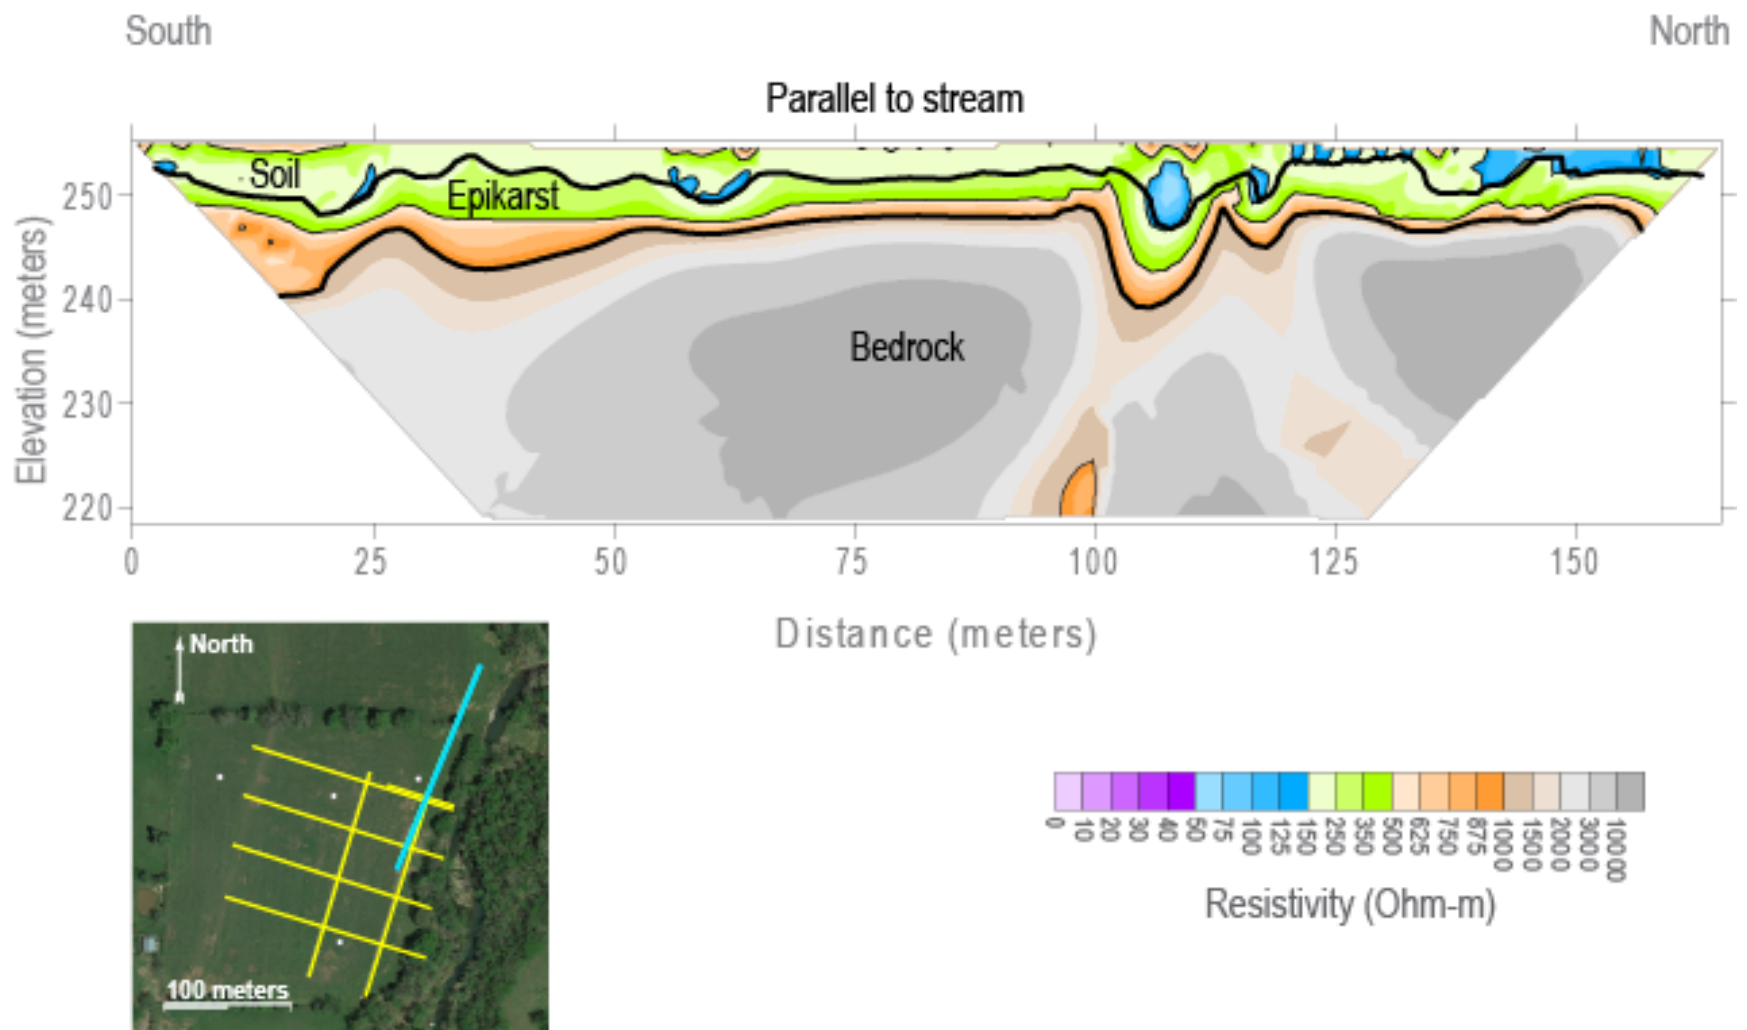 South
North
Parallel to stream
Soil
Epikarst
Bedrock
Elevation (meters)
250
240
230
220
0 25 50 75 100 125 150
Distance (meters)
North
100 meters
0 10 20 30 40 50 75 100 125 150 250 350 500 625 750 875 1000 1500 2000 3000 10000
Resistivity (Ohm-m)